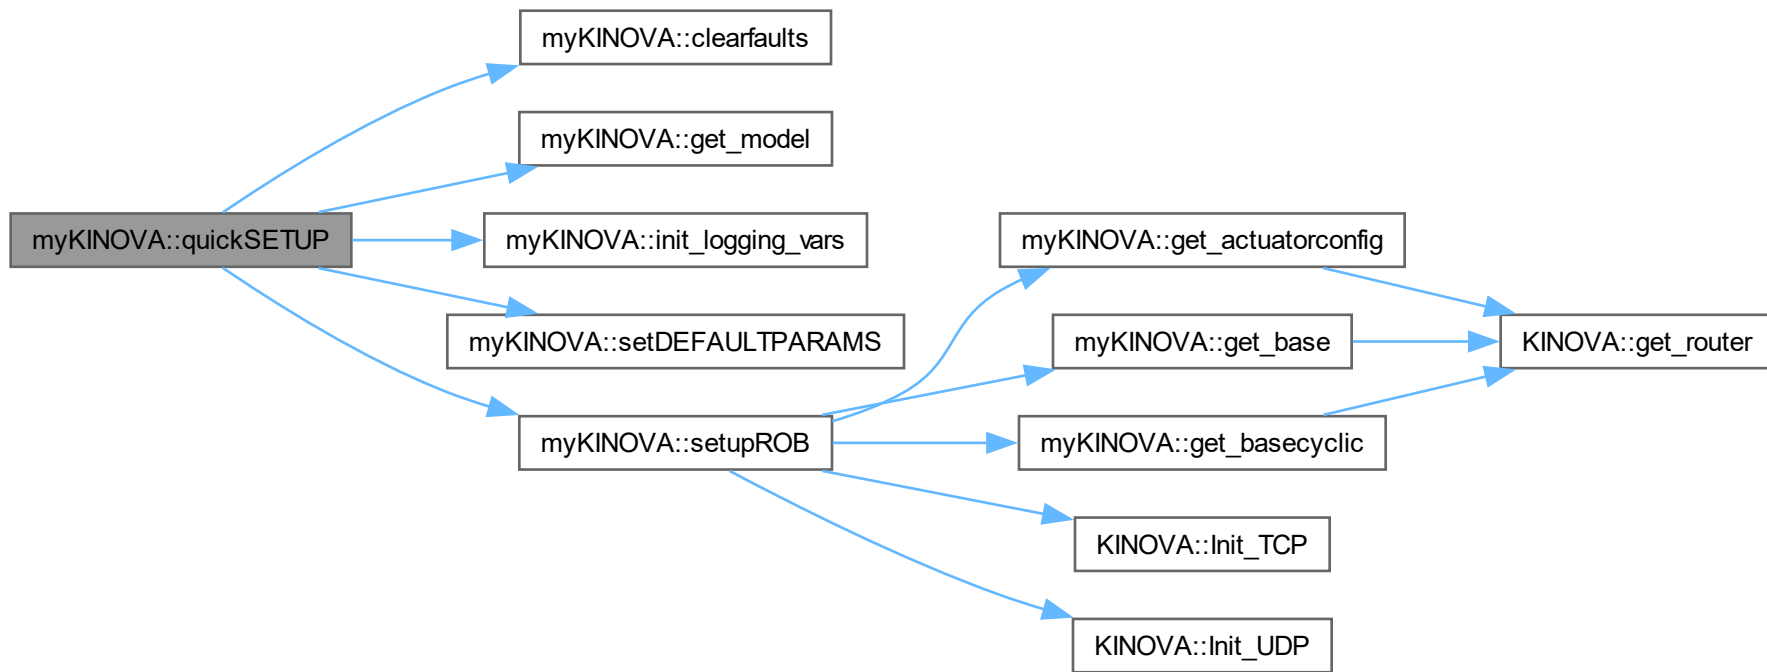 myKINOVA::clearfaults
myKINOVA::get_model
myKINOVA::quickSETUP
myKINOVA::init_logging_vars
myKINOVA::get_actuatorconfig
myKINOVA::setDEFAULTPARAMS
myKINOVA::get_base
KINOVA::get_router
myKINOVA::setupROB
myKINOVA::get_basecyclic
KINOVA::Init_TCP
KINOVA::Init_UDP